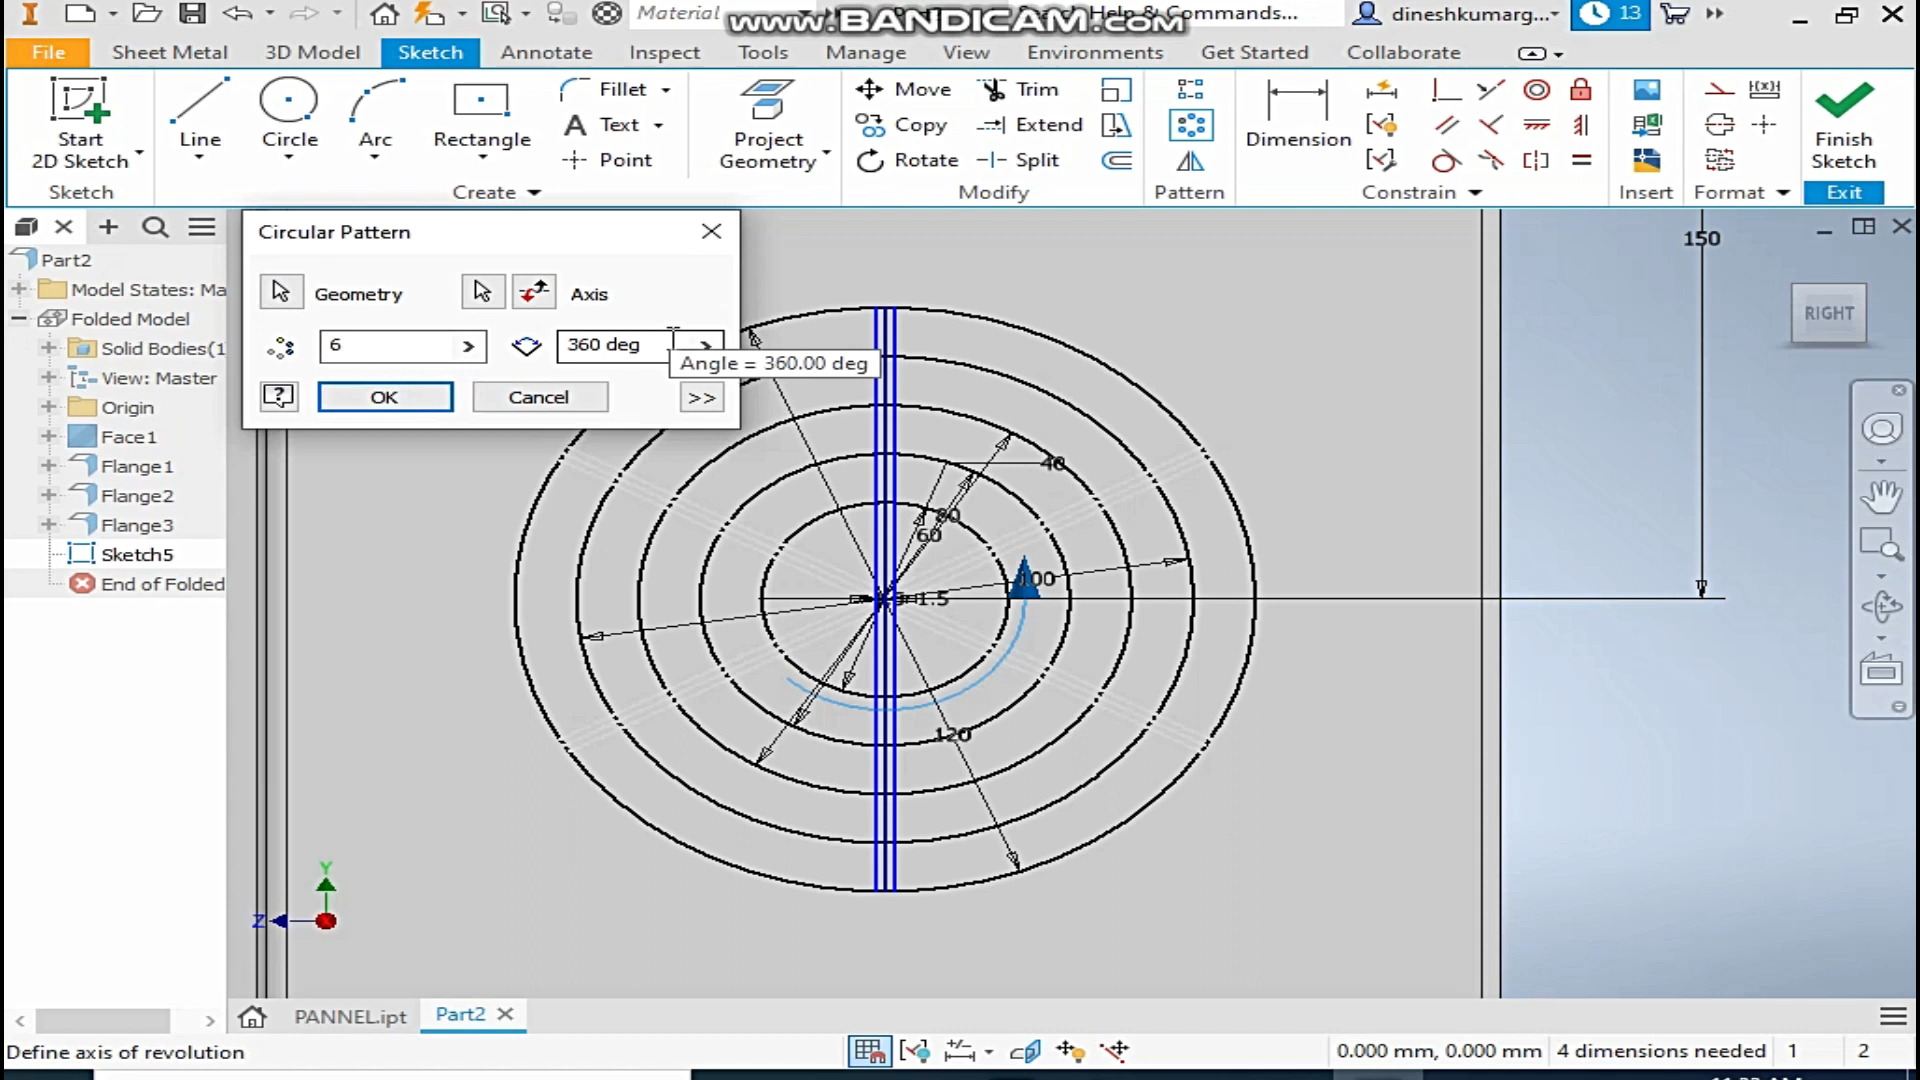 Material
www.BANDICAM.com
Search Help & Commands...
dineshkumarg...
13
File
Sheet Metal
3D Model
Sketch
Annotate
Inspect
Tools
Manage
View
Environments
Get Started
Collaborate
Start
2D Sketch
Line
Circle
Arc
Rectangle
Fillet
Text
Point
Project
Geometry
Move
Copy
Rotate
Trim
Extend
Split
Dimension
Finish
Sketch
Sketch
Create
Modify
Pattern
Constrain
Insert
Format
Exit
Part2
Model States: Ma
Folded Model
Solid Bodies(1
View: Master
Origin
Face1
Flange1
Flange2
Flange3
Sketch5
End of Folded
Circular Pattern
Geometry
Axis
6
360 deg
Angle = 360.00 deg
OK
Cancel
>>
150
RIGHT
40
80
60
100
1.5
120
Y
Z
PANNEL.ipt
Part2
Define axis of revolution
0.000 mm, 0.000 mm
4 dimensions needed
1
2